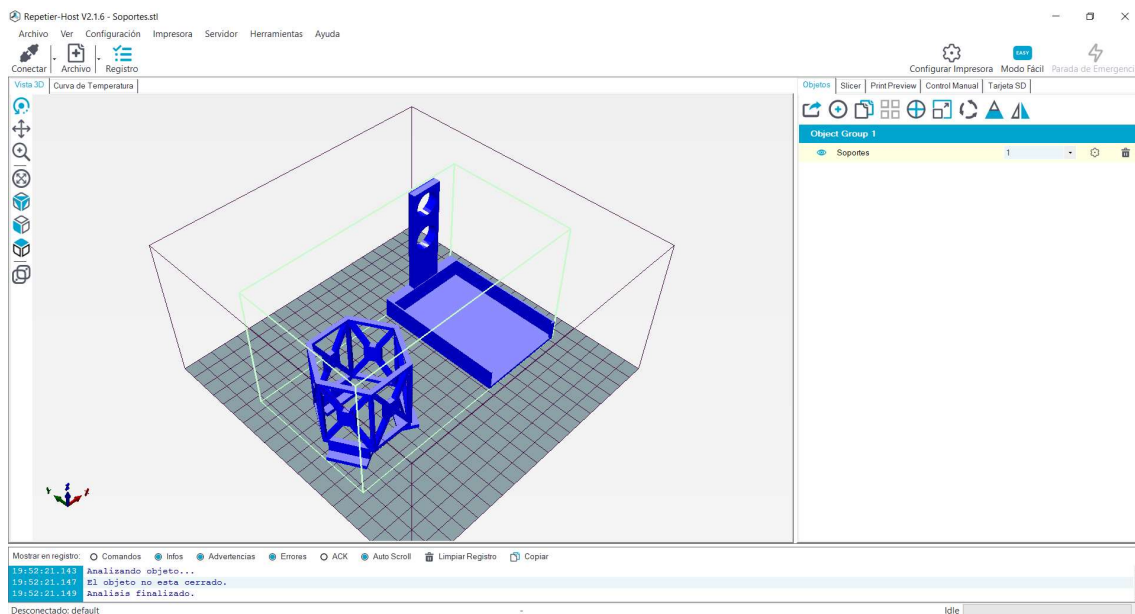 Repetier-Host V2.1.6 - Soportes.stl
Archivo Ver Configuración Impresora Servidor Herramientas Ayuda
Conectar Archivo Registro Configurar Impresora EASY Modo Fácil Parada de Emergenci
Vista 3D Curva de Temperatura Objetos Slicer Print Preview Control Manual Tarjeta SD
Object Group 1
Soportes 1
Mostrar en registro: Comandos Infos Advertencias Errores ACK Auto Scroll Limpiar Registro Copiar
19:52:21.143 Analizando objeto...
19:52:21.147 El objeto no esta cerrado.
19:52:21.149 Analisis finalizado.
Desconectado: default - Idle